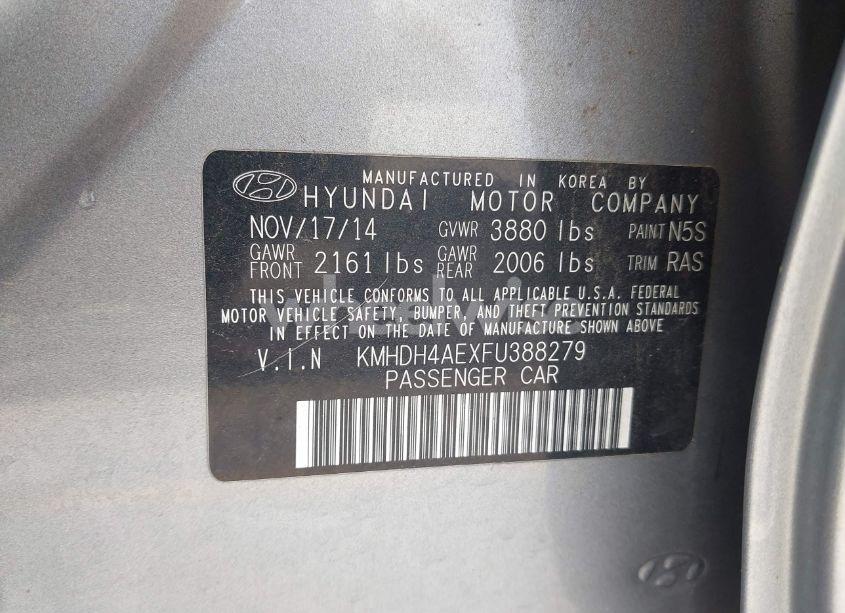 MANUFACTURED IN KOREA BY
HYUNDAI MOTOR COMPANY
NOV/17/14 GVWR 3880 lbs PAINT N5S
GAWR FRONT 2161 lbs GAWR REAR 2006 lbs TRIM RAS
THIS VEHICLE CONFORMS TO ALL APPLICABLE U.S.A. FEDERAL
MOTOR VEHICLE SAFETY, BUMPER, AND THEFT PREVENTION STANDARDS
IN EFFECT ON THE DATE OF MANUFACTURE SHOWN ABOVE
V.I.N KMHDH4AEXFU388279
PASSENGER CAR